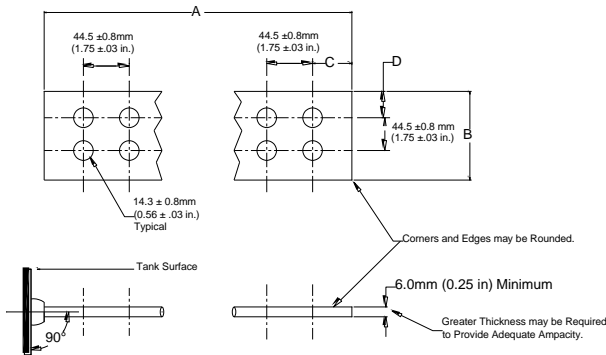 A
44.5 ±0.8mm
(1.75 ±.03 in.)
44.5 ±0.8mm
(1.75 ±.03 in.)
C
D
44.5 ±0.8 mm
(1.75 ±.03 in.)
B
14.3 ± 0.8mm
(0.56 ± .03 in.)
Typical
Corners and Edges may be Rounded.
Tank Surface
6.0mm (0.25 in) Minimum
90°
Greater Thickness may be Required
to Provide Adequate Ampacity.